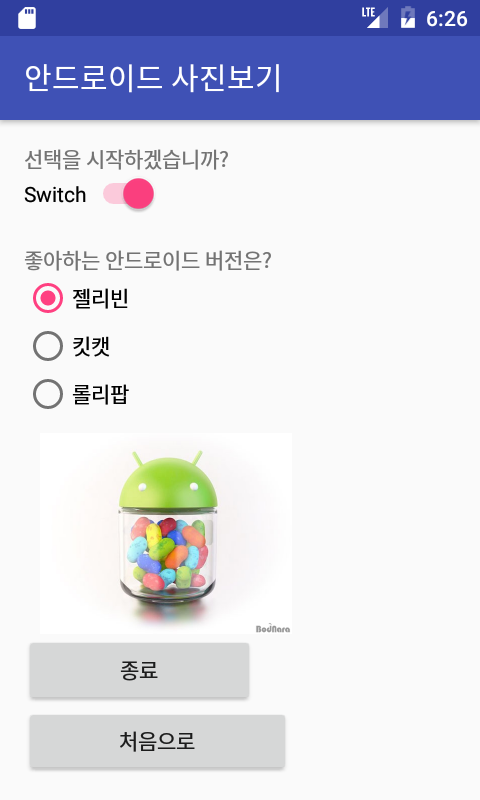 LTE 6:26
안드로이드 사진보기
선택을 시작하겠습니까?
Switch
좋아하는 안드로이드 버전은?
젤리빈
킷캣
롤리팝
BodNara
종료
처음으로